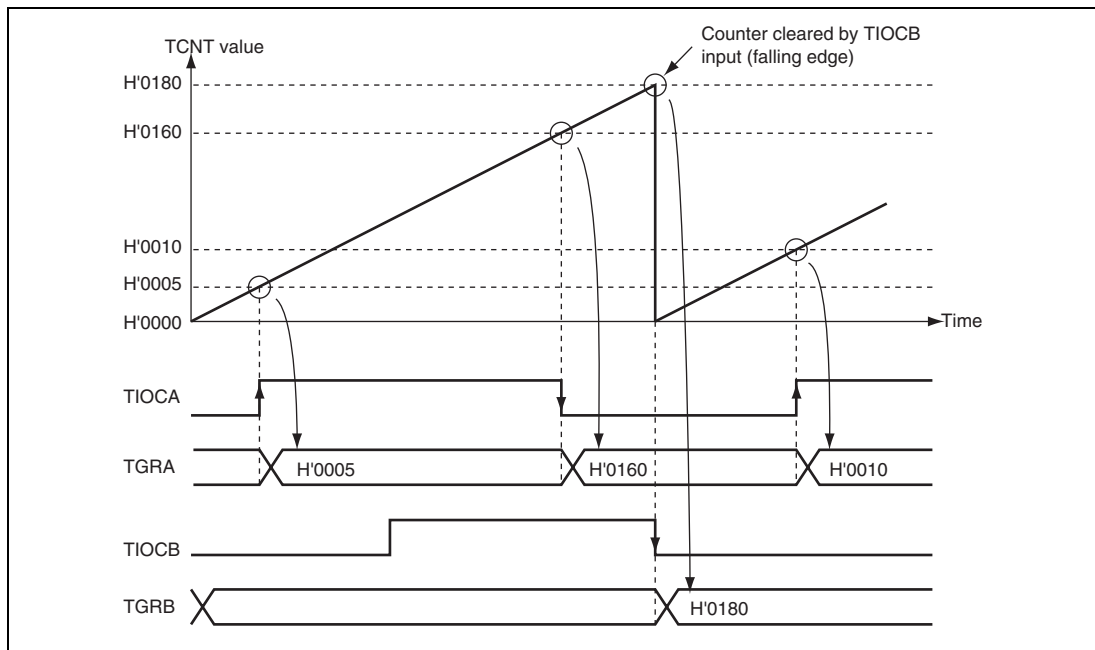 Counter cleared by TIOCB
input (falling edge)
TCNT value
H'0180
H'0160
H'0010
H'0005
H'0000
Time
TIOCA
TGRA
H'0005
H'0160
H'0010
TIOCB
TGRB
H'0180